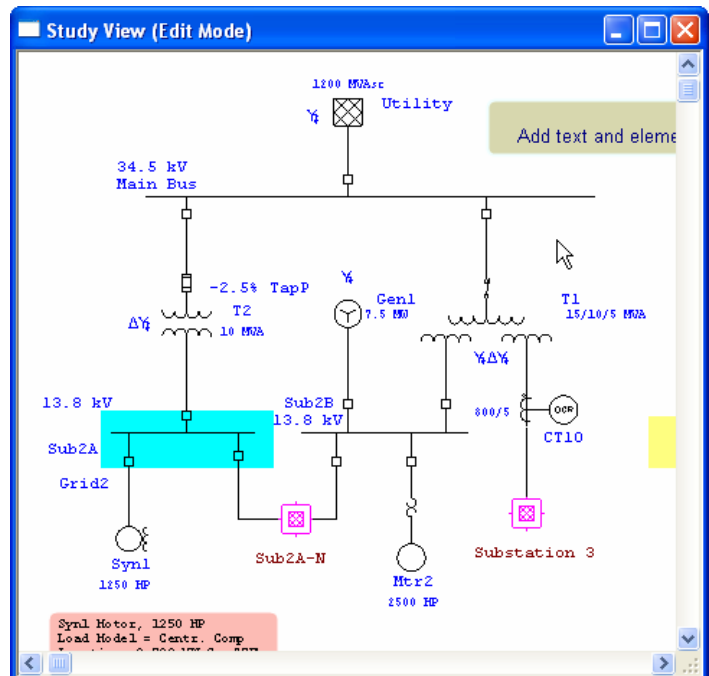 Study View (Edit Mode)
1200 MVAsc
Utility
Add text and eleme
34.5 kV
Main Bus
-2.5% TapP
T2
10 MVA
Gen1
7.5 MW
T1
15/10/5 MVA
13.8 kV
Sub2B
13.8 kV
800/5
OCR
CT10
Sub2A
Grid2
Syn1
1250 HP
Sub2A-N
Mtr2
2500 HP
Substation 3
Syn1 Motor, 1250 HP
Load Model = Centr. Comp